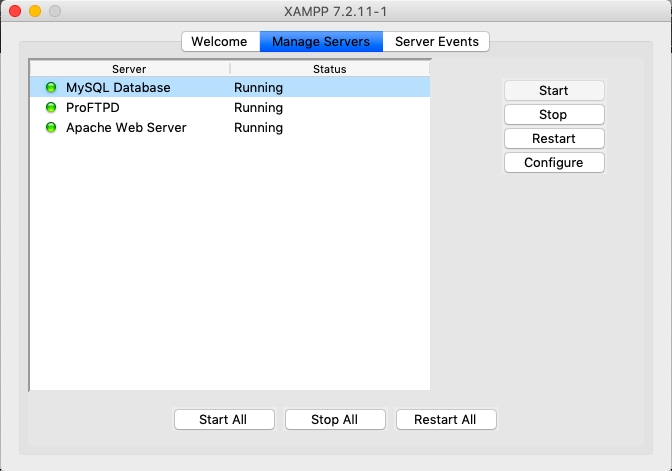 XAMPP 7.2.11-1
Welcome Manage Servers Server Events
Server Status
MySQL Database Running
ProFTPD Running
Apache Web Server Running
Start
Stop
Restart
Configure
Start All Stop All Restart All